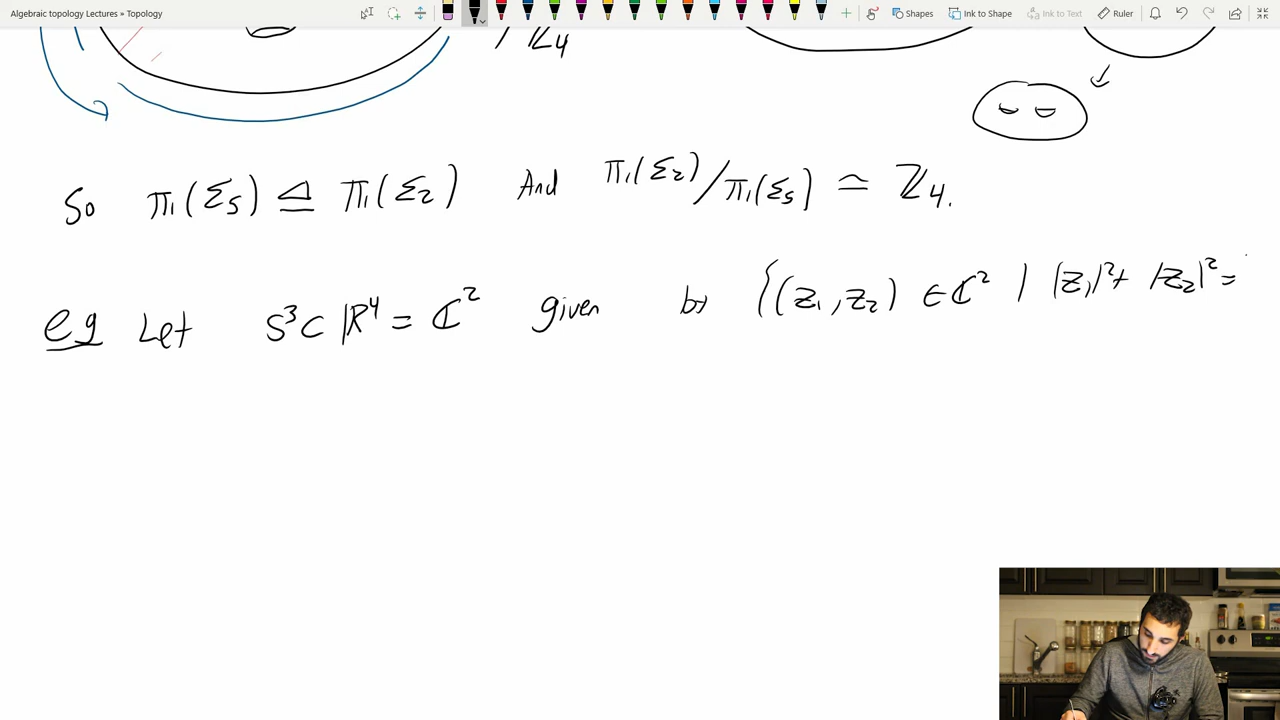 Algebraic topology Lectures » Topology
Shapes
Ink to Shape
Ink to Text
Ruler
/ ℤ₄
So π₁(Σ₅) ⊴ π₁(Σ₂) And π₁(Σ₂)/π₁(Σ₅) ≃ ℤ₄.
eg Let S³ ⊂ ℝ⁴ = ℂ² given by {(z₁,z₂) ∈ ℂ² | |z₁|²+ |z₂|² =